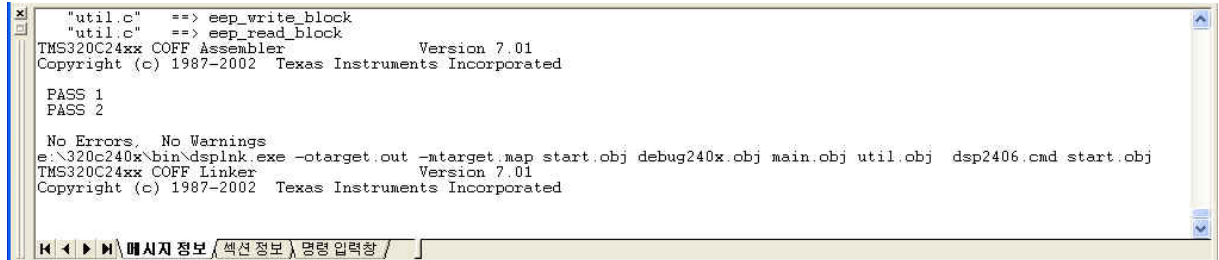 "util.c"   ==> eep_write_block
"util.c"   ==> eep_read_block
TMS320C24xx COFF Assembler                Version 7.01
Copyright (c) 1987-2002  Texas Instruments Incorporated
PASS 1
PASS 2
No Errors,  No Warnings
e:\320c240x\bin\dsplnk.exe -otarget.out -mtarget.map start.obj debug240x.obj main.obj util.obj  dsp2406.cmd start.obj
TMS320C24xx COFF Linker                   Version 7.01
Copyright (c) 1987-2002  Texas Instruments Incorporated
메시지 정보 섹션 정보 명령 입력창